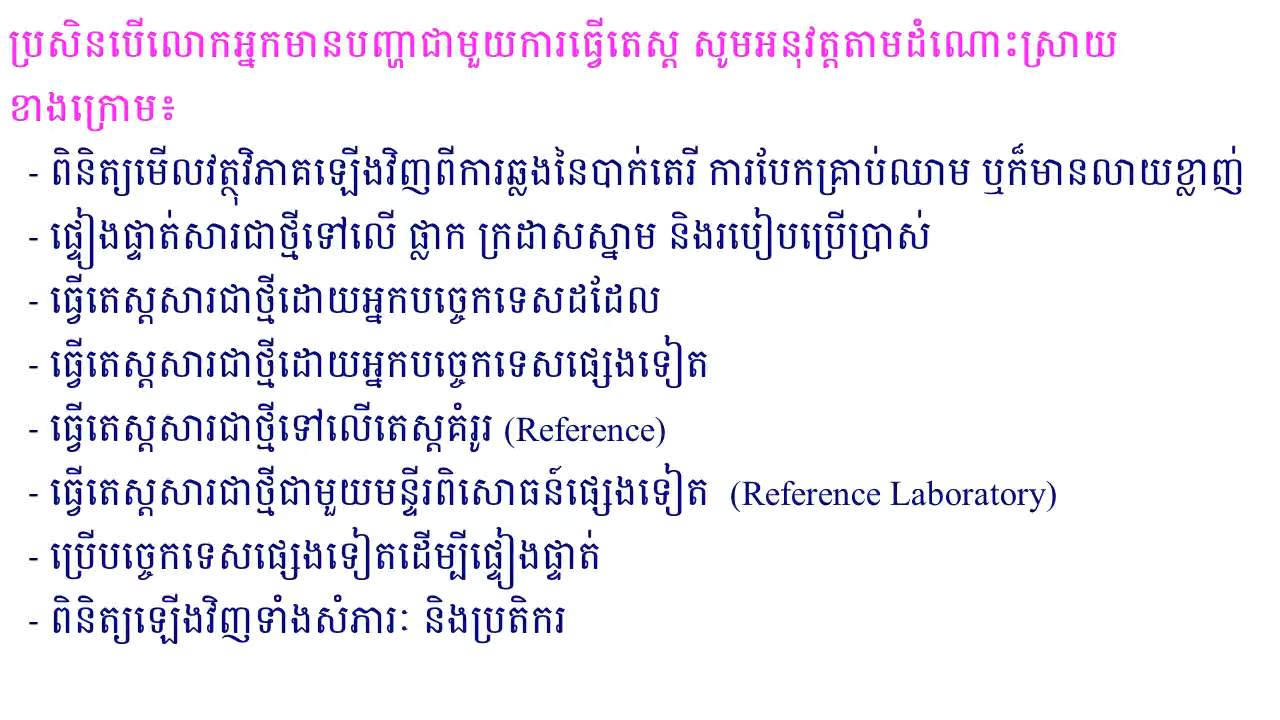 ប្រសិនបើលោកអ្នកមានបញ្ហាជាមួយការធ្វើតេស្ត សូមអនុវត្តតាមដំណោះស្រាយ
ខាងក្រោម៖
- ពិនិត្យមើលវត្ថុវិភាគឡើងវិញពីការឆ្លងនៃបាក់តេរី ការបែកគ្រាប់ឈាម ឬក៏មានលាយខ្លាញ់
- ផ្ទៀងផ្ទាត់សារជាថ្មីទៅលើ ផ្លាក ក្រដាសស្នាម និងរបៀបប្រើប្រាស់
- ធ្វើតេស្តសារជាថ្មីដោយអ្នកបច្ចេកទេសដដែល
- ធ្វើតេស្តសារជាថ្មីដោយអ្នកបច្ចេកទេសផ្សេងទៀត
- ធ្វើតេស្តសារជាថ្មីទៅលើតេស្តគំរូរ (Reference)
- ធ្វើតេស្តសារជាថ្មីជាមួយមន្ទីរពិសោធន៍ផ្សេងទៀត (Reference Laboratory)
- ប្រើបច្ចេកទេសផ្សេងទៀតដើម្បីផ្ទៀងផ្ទាត់
- ពិនិត្យឡើងវិញទាំងសំភារៈ និងប្រតិករ